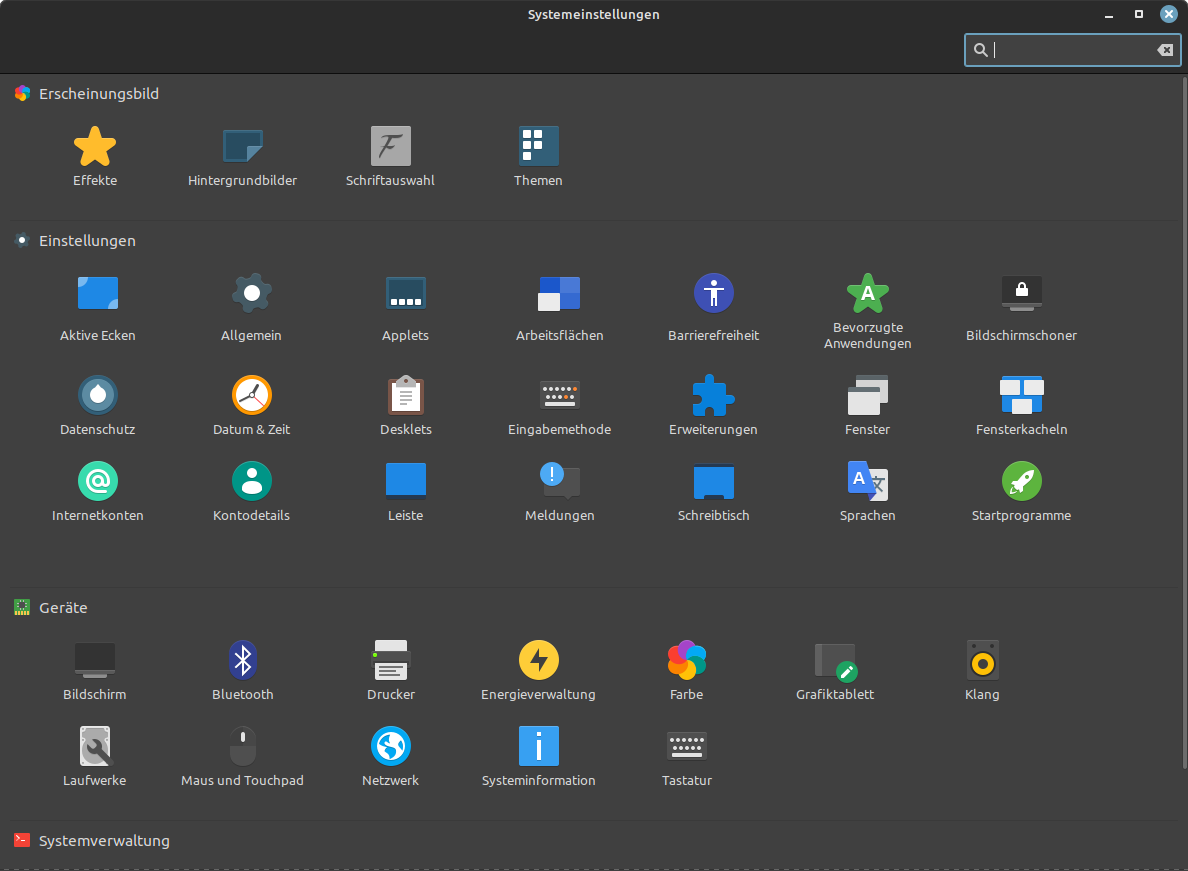 Systemeinstellungen
Erscheinungsbild
Effekte
Hintergrundbilder
Schriftauswahl
Themen
Einstellungen
Aktive Ecken
Allgemein
Applets
Arbeitsflächen
Barrierefreiheit
Bevorzugte
Anwendungen
Bildschirmschoner
Datenschutz
Datum & Zeit
Desklets
Eingabemethode
Erweiterungen
Fenster
Fensterkacheln
Internetkonten
Kontodetails
Leiste
Meldungen
Schreibtisch
Sprachen
Startprogramme
Geräte
Bildschirm
Bluetooth
Drucker
Energieverwaltung
Farbe
Grafiktablett
Klang
Laufwerke
Maus und Touchpad
Netzwerk
Systeminformation
Tastatur
Systemverwaltung